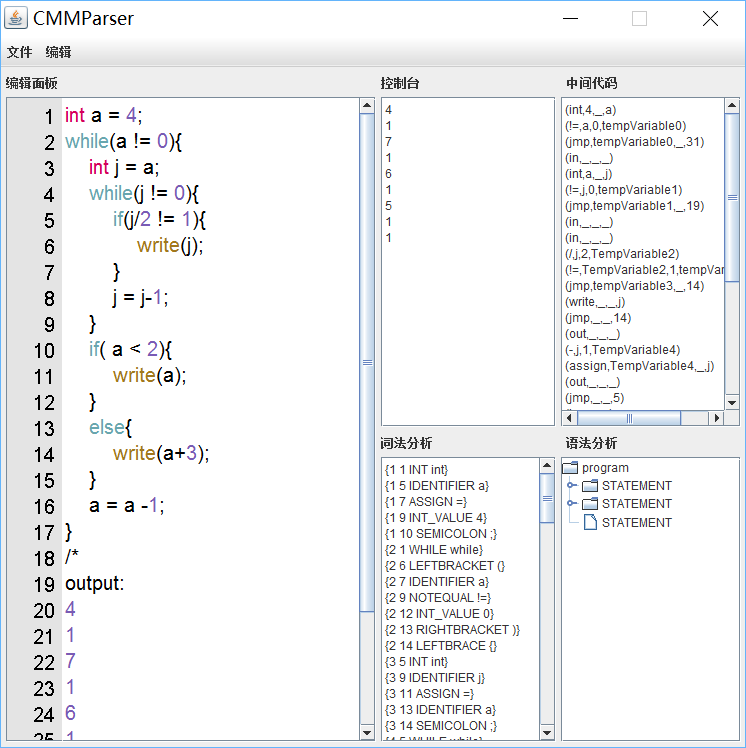 CMMParser
文件 编辑
编辑面板
1 int a = 4;
2 while(a != 0){
3 int j = a;
4 while(j != 0){
5 if(j/2 != 1){
6 write(j);
7 }
8 j = j-1;
9 }
10 if( a < 2){
11 write(a);
12 }
13 else{
14 write(a+3);
15 }
16 a = a -1;
17 }
18 /*
19 output:
20 4
21 1
22 7
23 1
24 6
25 1
控制台
4
1
7
1
6
1
5
1
1
中间代码
(int,4,_,a)
(!=,a,0,tempVariable0)
(jmp,tempVariable0,_,31)
(in,_,_,_)
(int,a,_,j)
(!=,j,0,tempVariable1)
(jmp,tempVariable1,_,19)
(in,_,_,_)
(in,_,_,_)
(/,j,2,TempVariable2)
(!=,TempVariable2,1,tempVar
(jmp,tempVariable3,_,14)
(write,_,_,j)
(jmp,_,_,14)
(out,_,_,_)
(-,j,1,TempVariable4)
(assign,TempVariable4,_,j)
(out,_,_,_)
(jmp,_,_,5)
词法分析
{1 1 INT int}
{1 5 IDENTIFIER a}
{1 7 ASSIGN =}
{1 9 INT_VALUE 4}
{1 10 SEMICOLON ;}
{2 1 WHILE while}
{2 6 LEFTBRACKET (}
{2 7 IDENTIFIER a}
{2 9 NOTEQUAL !=}
{2 12 INT_VALUE 0}
{2 13 RIGHTBRACKET )}
{2 14 LEFTBRACE {}
{3 5 INT int}
{3 9 IDENTIFIER j}
{3 11 ASSIGN =}
{3 13 IDENTIFIER a}
{3 14 SEMICOLON ;}
{4 5 WHILE while}
语法分析
program
STATEMENT
STATEMENT
STATEMENT